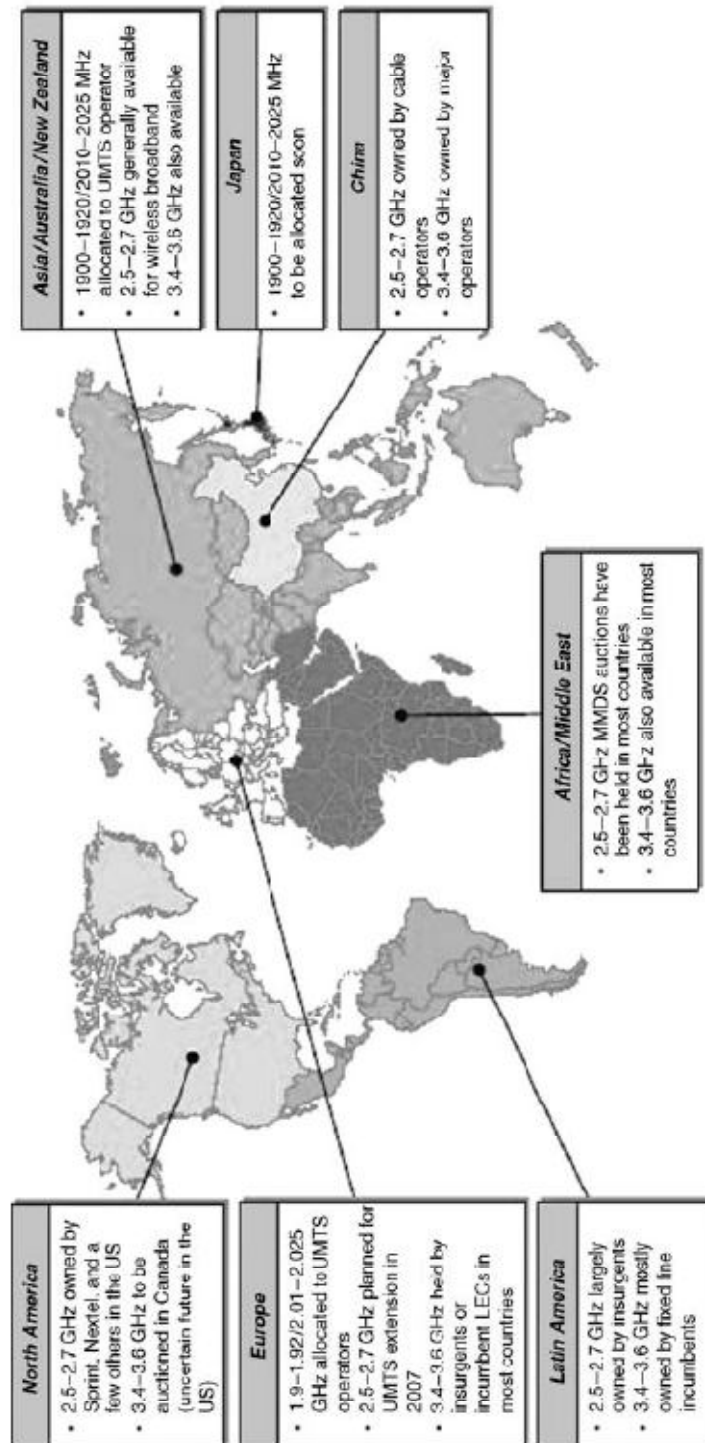 North America
• 2.5–2.7 GHz owned by
Sprint, Nextel, and a
few others in the US
• 3.4–3.6 GHz to be
auctioned in Canada
(uncertain future in the
US)
Europe
• 1.9–1.92/2.01–2.025
GHz allocated to UMTS
operators
• 2.5–2.7 GHz planned for
UMTS extension in
2007
• 3.4–3.6 GHz held by
insurgents or
incumbent LECs in
most countries
Latin America
• 2.5–2.7 GHz largely
owned by insurgents
• 3.4–3.6 GHz mostly
owned by fixed line
incumbents
Africa/Middle East
• 2.5–2.7 GHz MMDS auctions have
been held in most countries
• 3.4–3.6 GHz also available in most
countries
Asia/Australia/New Zealand
• 1900–1920/2010–2025 MHz
allocated to UMTS operator
• 2.5–2.7 GHz generally available
for wireless broadband
• 3.4–3.6 GHz also available
Japan
• 1900–1920/2010–2025 MHz
to be allocated soon
China
• 2.5–2.7 GHz owned by cable
operators
• 3.4–3.6 GHz owned by major
operators